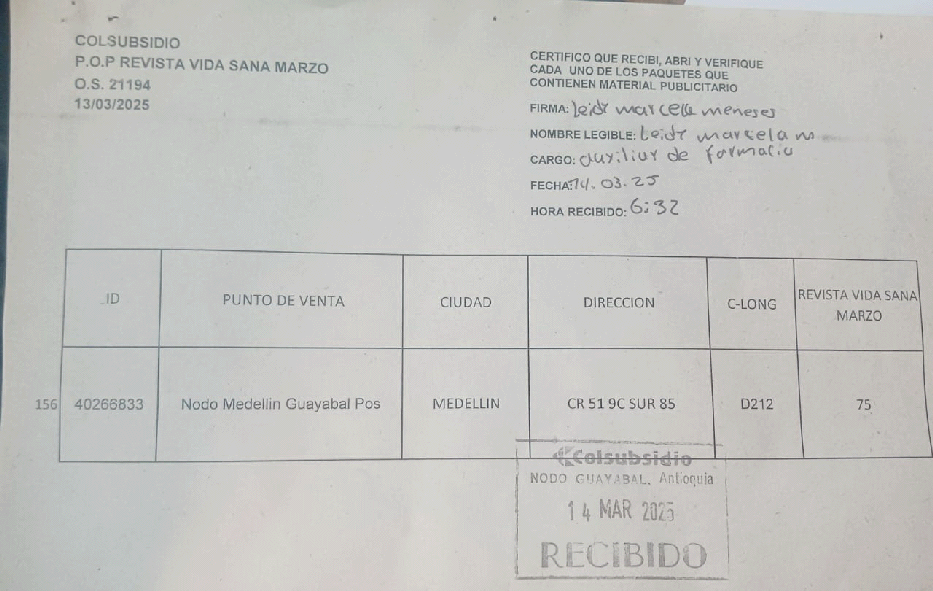 COLSUBSIDIO
P.O.P REVISTA VIDA SANA MARZO
O.S. 21194
13/03/2025
CERTIFICO QUE RECIBI, ABRI Y VERIFIQUE
CADA UNO DE LOS PAQUETES QUE
CONTIENEN MATERIAL PUBLICITARIO
FIRMA: Leidy marcela meneses
NOMBRE LEGIBLE: Leidy marcela m
CARGO: auxiliar de formacio
FECHA: 14.03.25
HORA RECIBIDO: 6:32
ID PUNTO DE VENTA CIUDAD DIRECCION C-LONG REVISTA VIDA SANA MARZO
156 40266833 Nodo Medellin Guayabal Pos MEDELLIN CR 51 9C SUR 85 D212 75
Colsubsidio
NODO GUAYABAL. Antioquia
14 MAR 2025
RECIBIDO